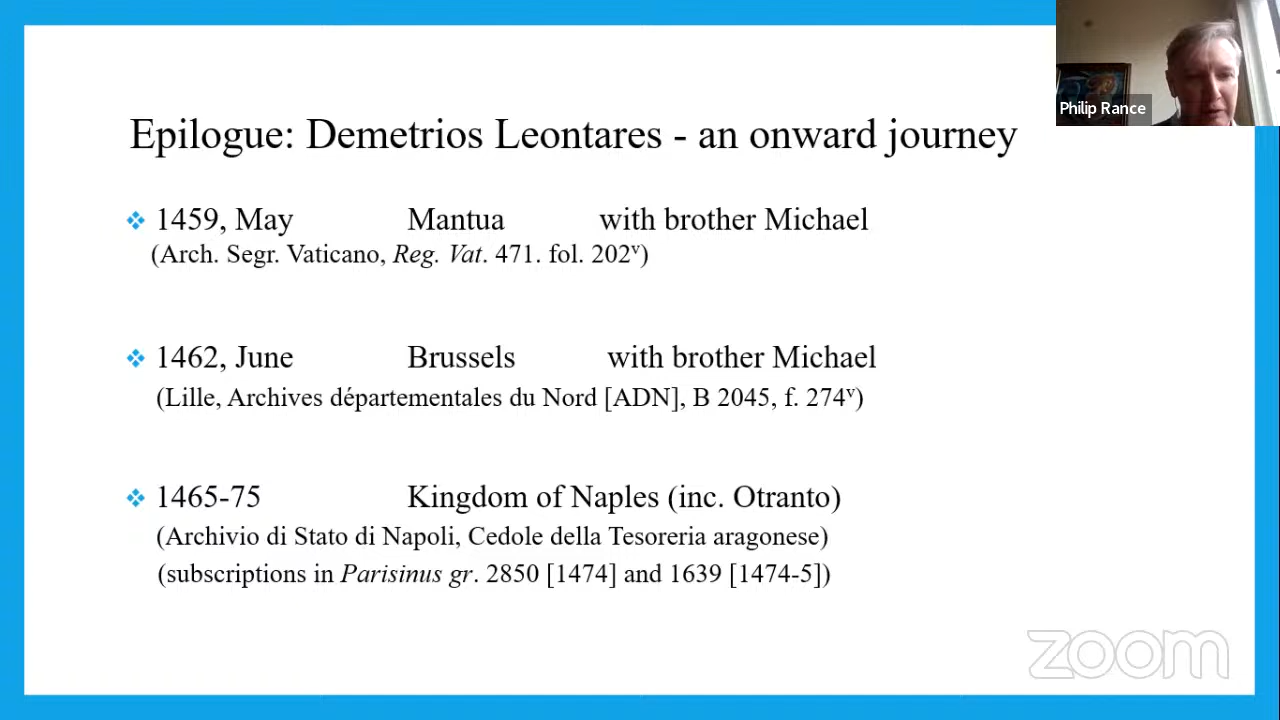 Philip Rance
Epilogue: Demetrios Leontares - an onward journey
1459, May Mantua with brother Michael
(Arch. Segr. Vaticano, Reg. Vat. 471. fol. 202ᵛ)
1462, June Brussels with brother Michael
(Lille, Archives départementales du Nord [ADN], B 2045, f. 274ᵛ)
1465-75 Kingdom of Naples (inc. Otranto)
(Archivio di Stato di Napoli, Cedole della Tesoreria aragonese)
(subscriptions in Parisinus gr. 2850 [1474] and 1639 [1474-5])
zoom